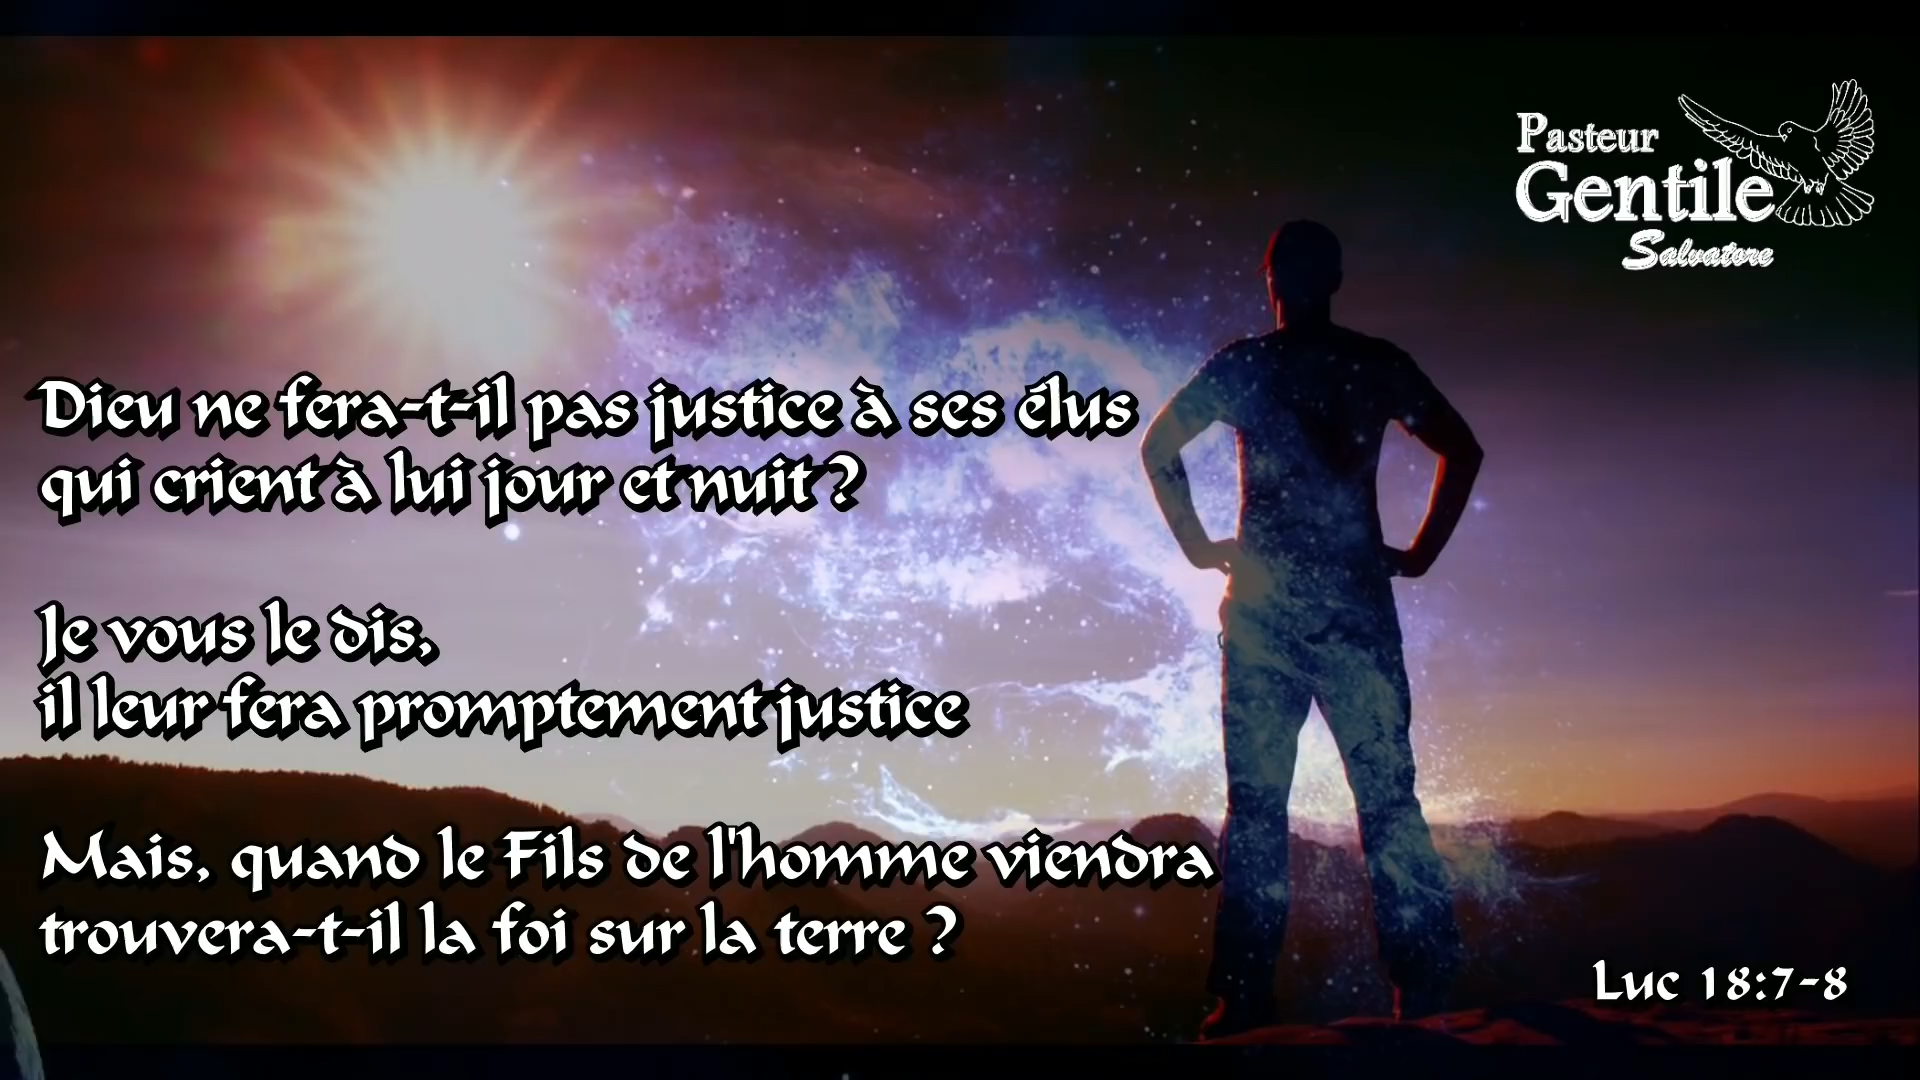 Pasteur
Gentile
Salvatore
Dieu ne fera-t-il pas justice à ses élus
qui crient à lui jour et nuit ?
Je vous le dis,
il leur fera promptement justice
Mais, quand le Fils de l'homme viendra
trouvera-t-il la foi sur la terre ?
Luc 18:7-8